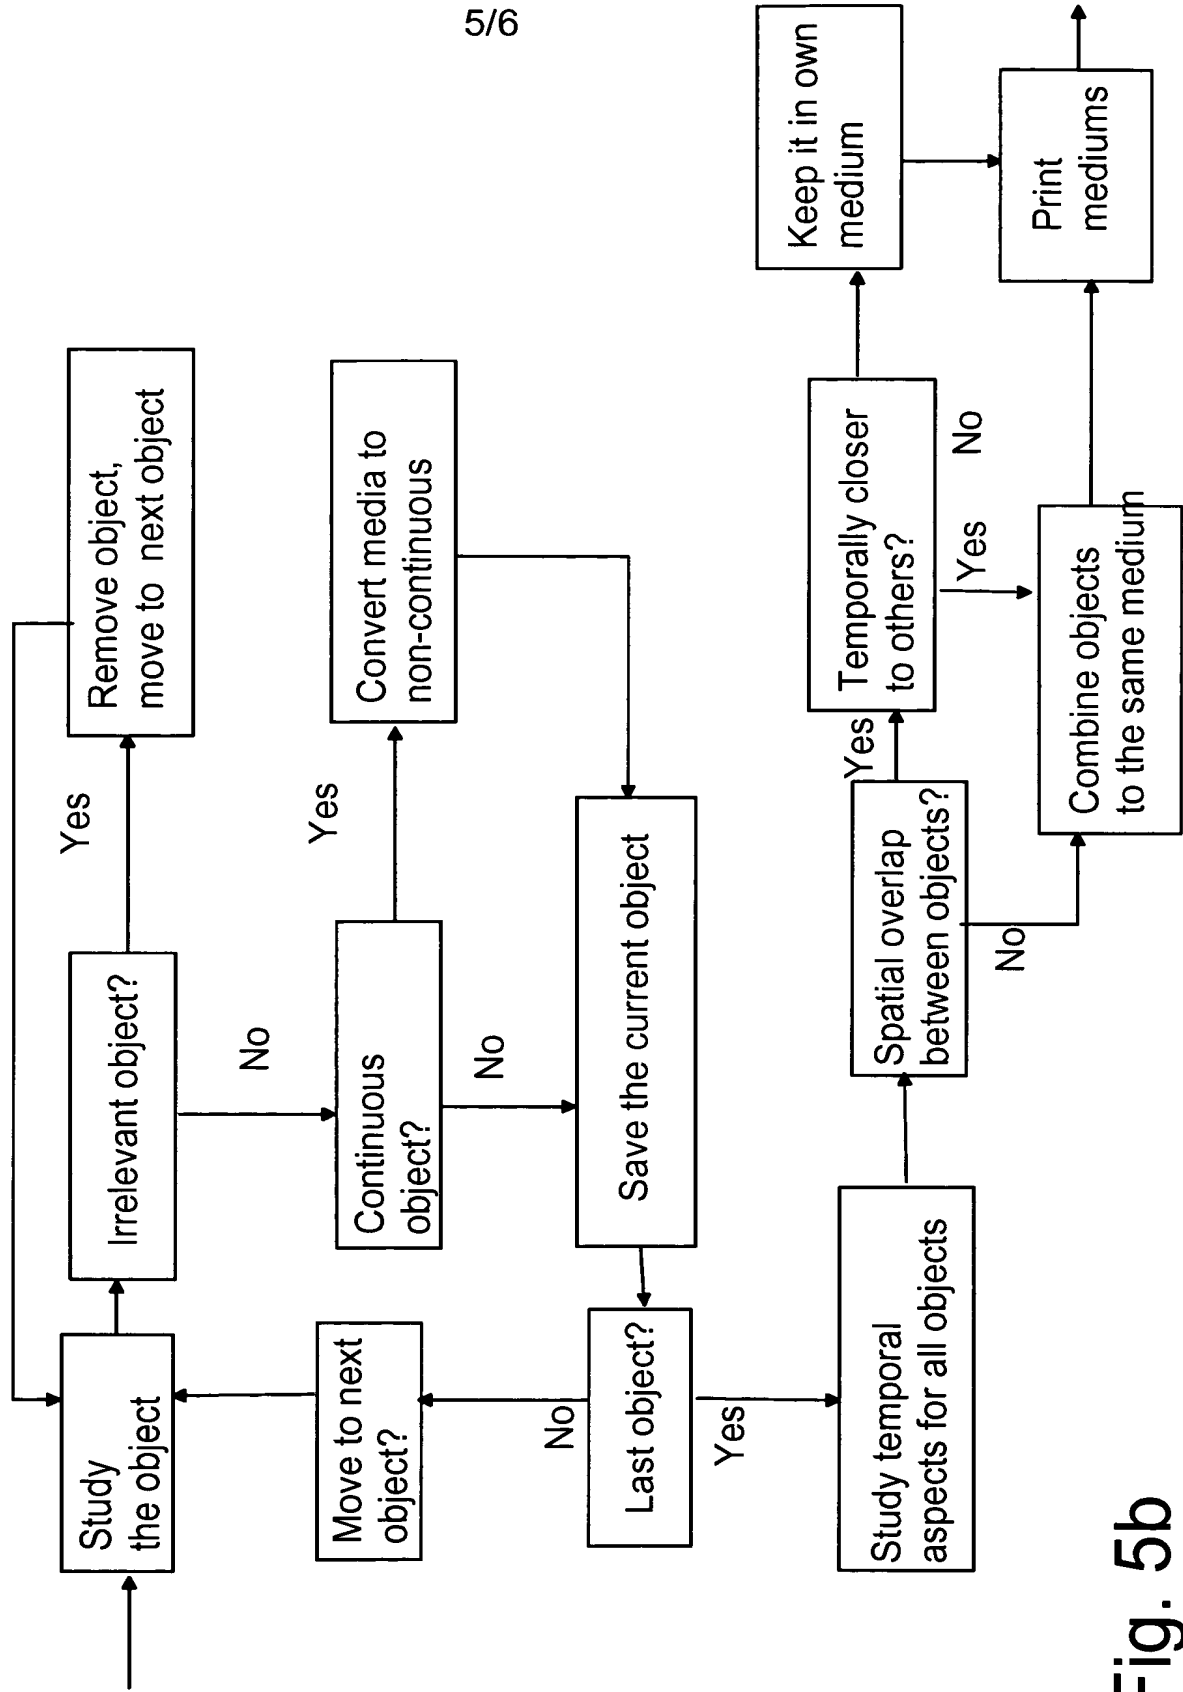 5/6
Study
the object
Irrelevant object?
Yes
Remove object,
move to next object
No
Move to next
object?
Continuous
object?
Yes
Convert media to
non-continuous
No
No
Last object?
Save the current object
Yes
Study temporal
aspects for all objects
Spatial overlap
between objects?
Yes
Temporally closer
to others?
Keep it in own
medium
No
Yes
No
Combine objects
to the same medium
Print
mediums
Fig. 5b